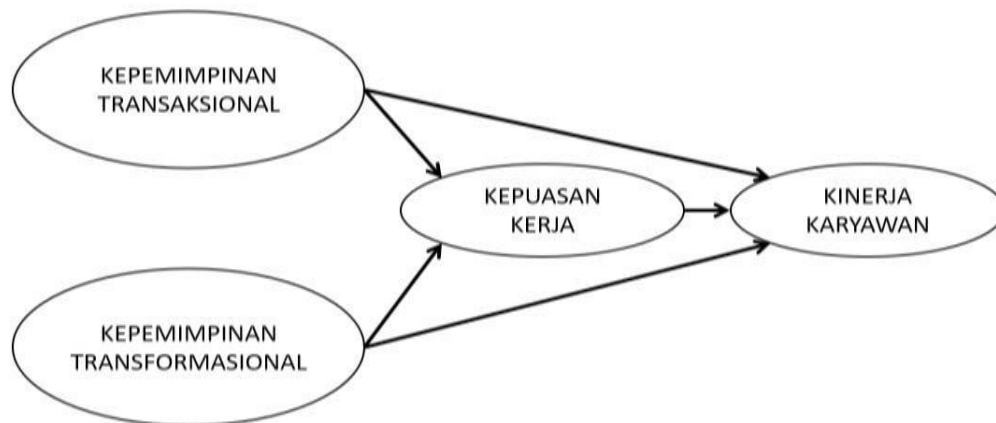 KEPEMIMPINAN
TRANSAKSIONAL
KEPUASAN
KERJA
KINERJA
KARYAWAN
KEPEMIMPINAN
TRANSFORMASIONAL